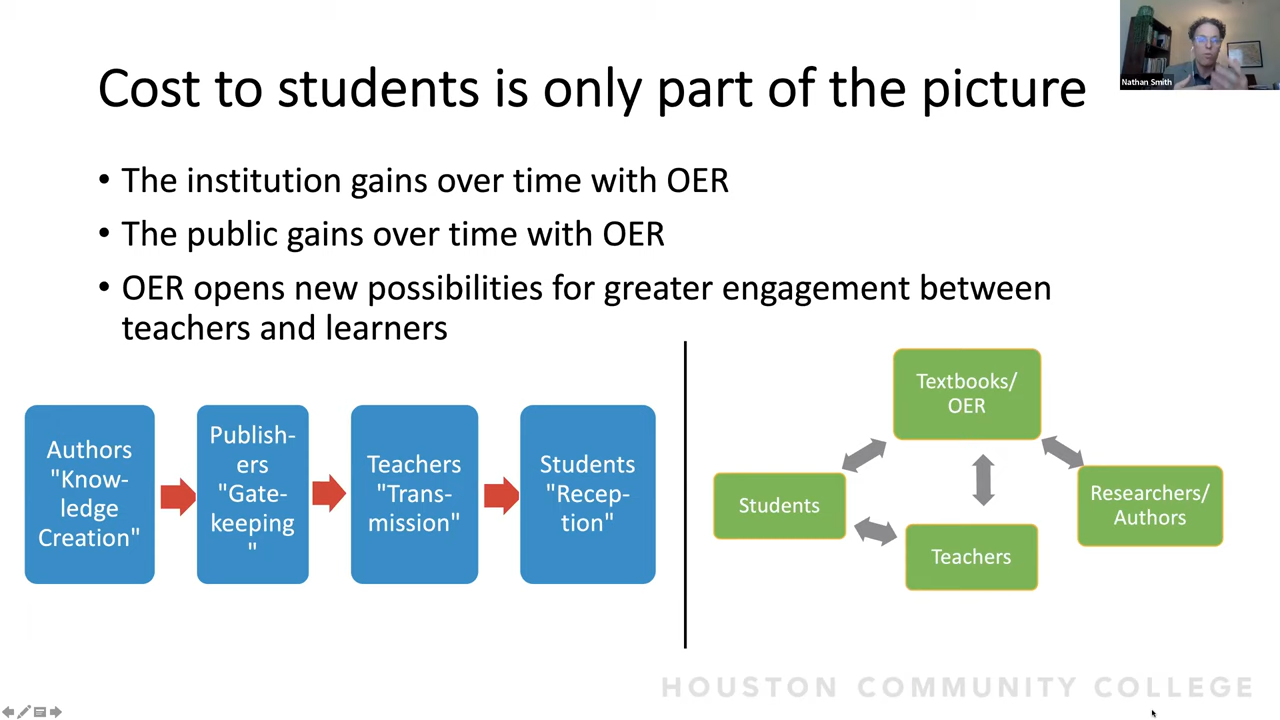 Cost to students is only part of the picture
Nathan Smith
• The institution gains over time with OER
• The public gains over time with OER
• OER opens new possibilities for greater engagement between
teachers and learners
Authors
"Know-
ledge
Creation"
Publish-
ers
"Gate-
keeping
"
Teachers
"Trans-
mission"
Students
"Recep-
tion"
Textbooks/
OER
Students
Researchers/
Authors
Teachers
HOUSTON COMMUNITY COLLEGE